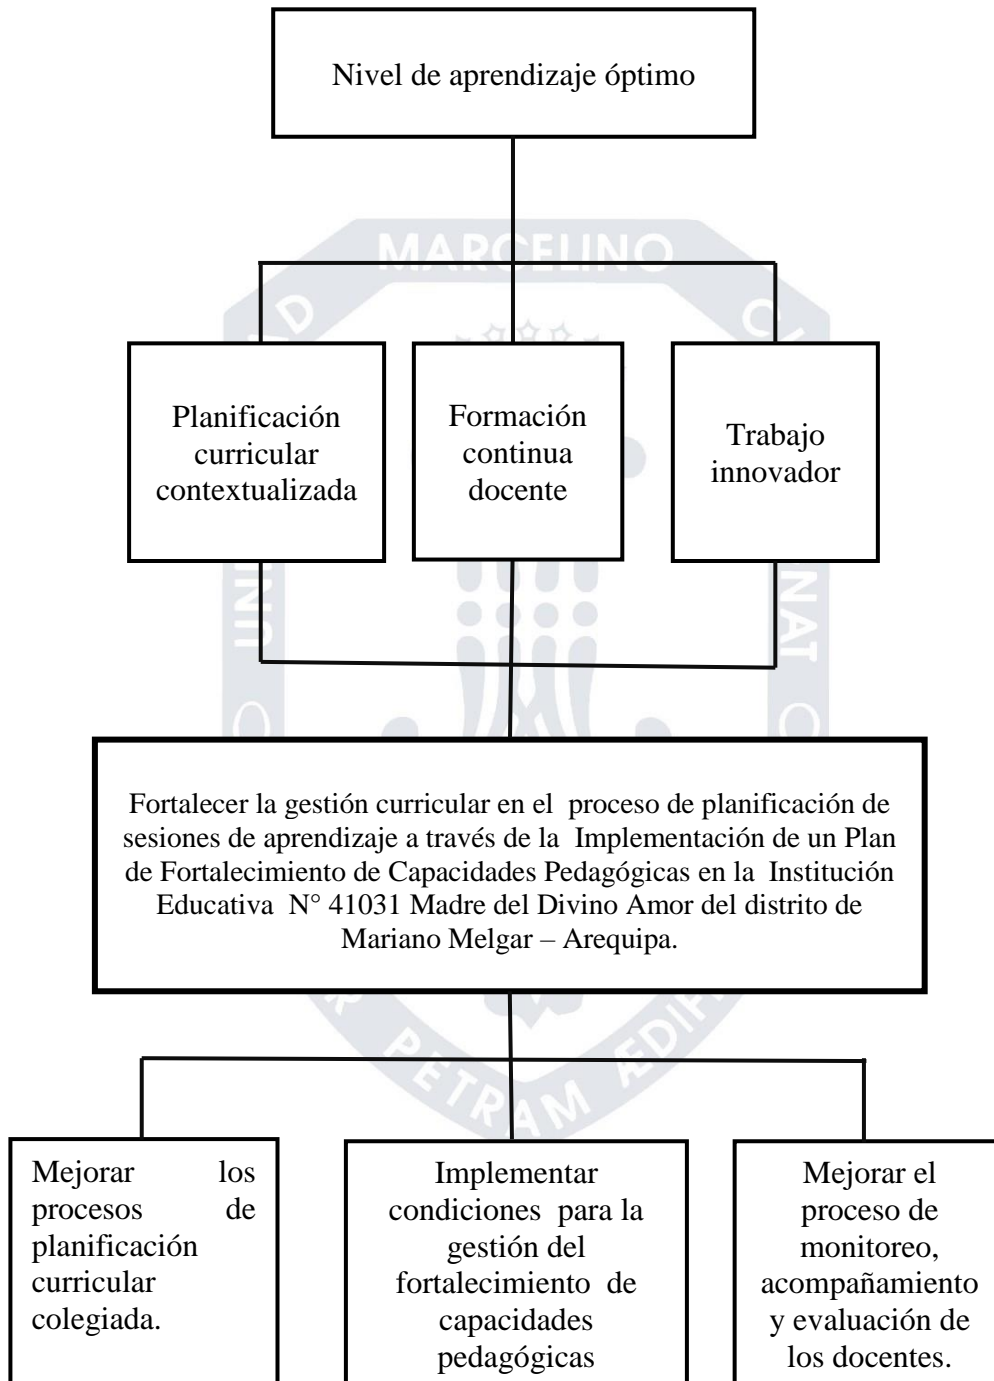 Nivel de aprendizaje óptimo
MARCELINO
Planificación
curricular
contextualizada
Formación
continua
docente
Trabajo
innovador
Fortalecer la gestión curricular en el proceso de planificación de
sesiones de aprendizaje a través de la Implementación de un Plan
de Fortalecimiento de Capacidades Pedagógicas en la Institución
Educativa N° 41031 Madre del Divino Amor del distrito de
Mariano Melgar – Arequipa.
PETRAM
Mejorar los
procesos de
planificación
curricular
colegiada.
Implementar
condiciones para la
gestión del
fortalecimiento de
capacidades
pedagógicas
Mejorar el
proceso de
monitoreo,
acompañamiento
y evaluación de
los docentes.